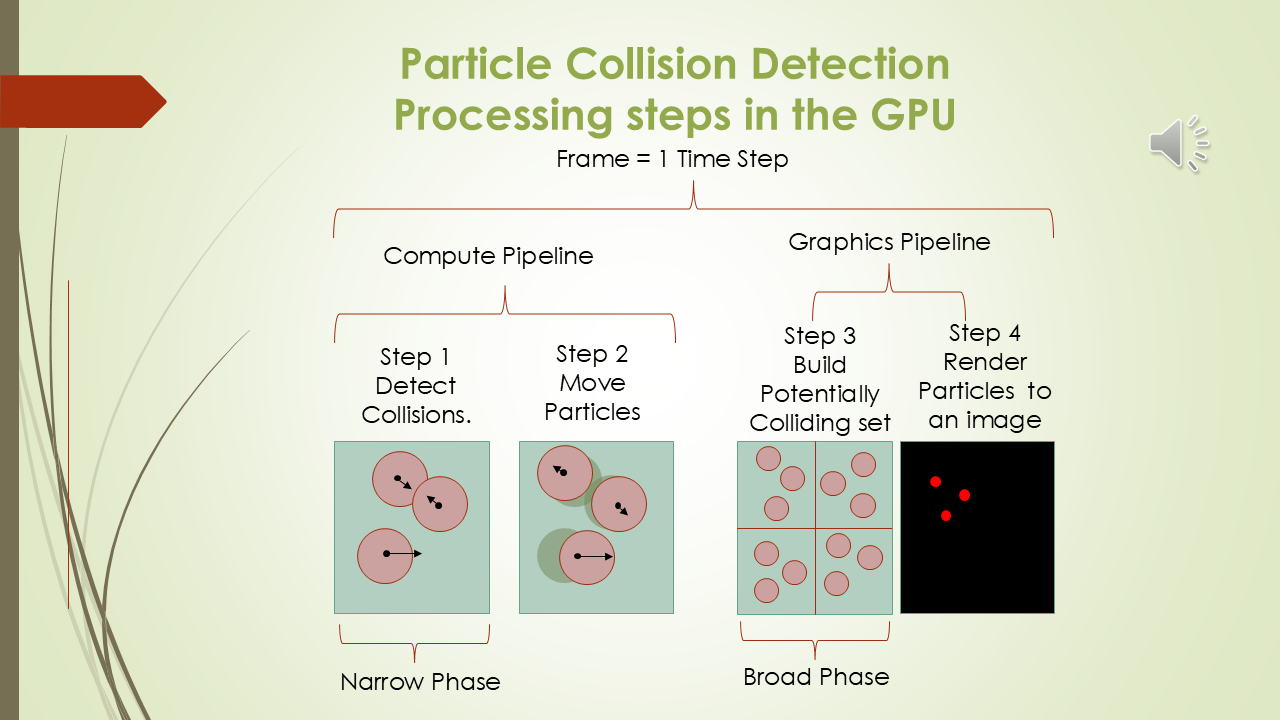 Particle Collision Detection
Processing steps in the GPU
Frame = 1 Time Step
Compute Pipeline
Graphics Pipeline
Step 1
Detect
Collisions.
Step 2
Move
Particles
Step 3
Build
Potentially
Colliding set
Step 4
Render
Particles to
an image
Narrow Phase
Broad Phase